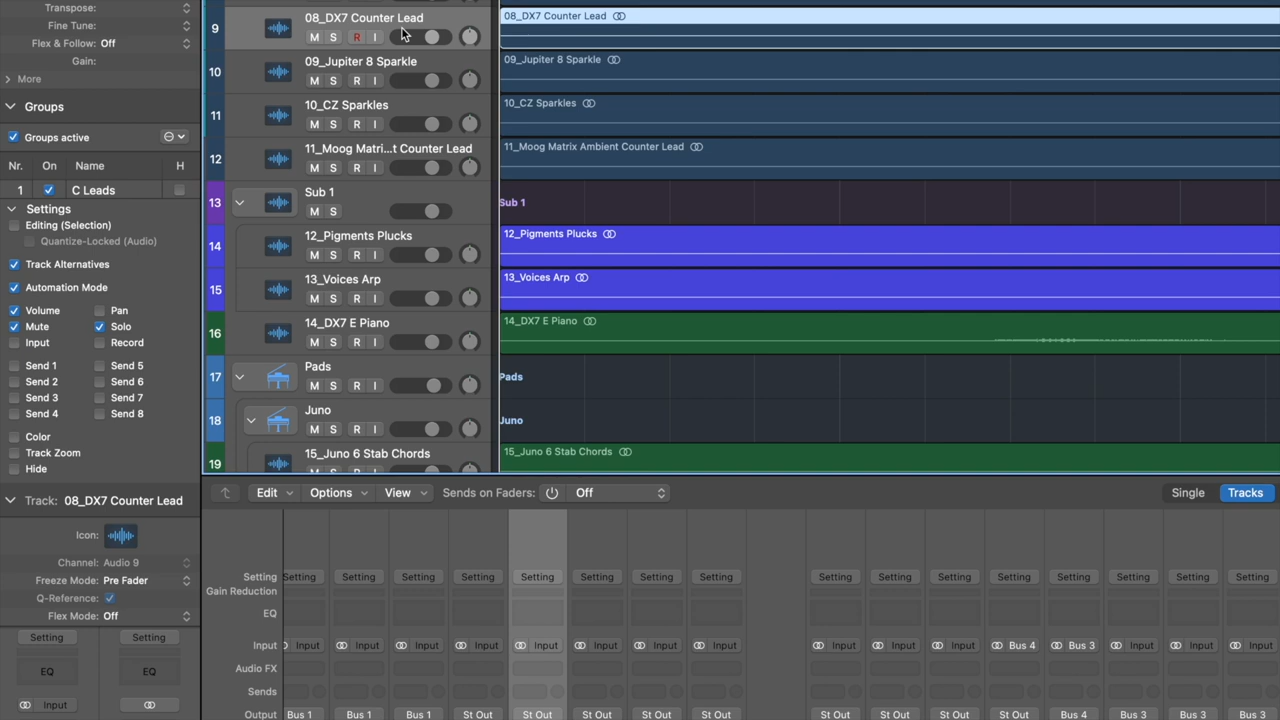 Transpose:
Fine Tune:
Flex & Follow: Off
Gain:
More
Groups
Groups active
Nr. On Name H
1 C Leads
Settings
Editing (Selection)
Quantize-Locked (Audio)
Track Alternatives
Automation Mode
Volume Pan
Mute Solo
Input Record
Send 1 Send 5
Send 2 Send 6
Send 3 Send 7
Send 4 Send 8
Color
Track Zoom
Hide
Track: 08_DX7 Counter Lead
Icon:
Channel: Audio 9
Freeze Mode: Pre Fader
Q-Reference:
Flex Mode: Off
Setting Setting
EQ EQ
Input
9 08_DX7 Counter Lead
M S R I
10 09_Jupiter 8 Sparkle
M S R I
11 10_CZ Sparkles
M S R I
12 11_Moog Matri...t Counter Lead
M S R I
13 Sub 1
M S
14 12_Pigments Plucks
M S R I
15 13_Voices Arp
M S R I
16 14_DX7 E Piano
M S R I
17 Pads
M S R I
18 Juno
M S R I
19 15_Juno 6 Stab Chords
M S R I
08_DX7 Counter Lead
09_Jupiter 8 Sparkle
10_CZ Sparkles
11_Moog Matrix Ambient Counter Lead
Sub 1
12_Pigments Plucks
13_Voices Arp
14_DX7 E Piano
Pads
Juno
15_Juno 6 Stab Chords
Edit Options View Sends on Faders: Off Single Tracks
Setting Setting Setting Setting Setting Setting Setting Setting Setting Setting Setting Setting Setting Setting Setting Setting Setting
Gain Reduction
EQ
Input Input Input Input Input Input Input Input Input Input Input Input Bus 4 Bus 3 Input Input Input
Audio FX
Sends
Output Bus 1 Bus 1 Bus 1 St Out St Out St Out St Out St Out St Out St Out St Out St Out Bus 4 Bus 3 Bus 3 Bus 3